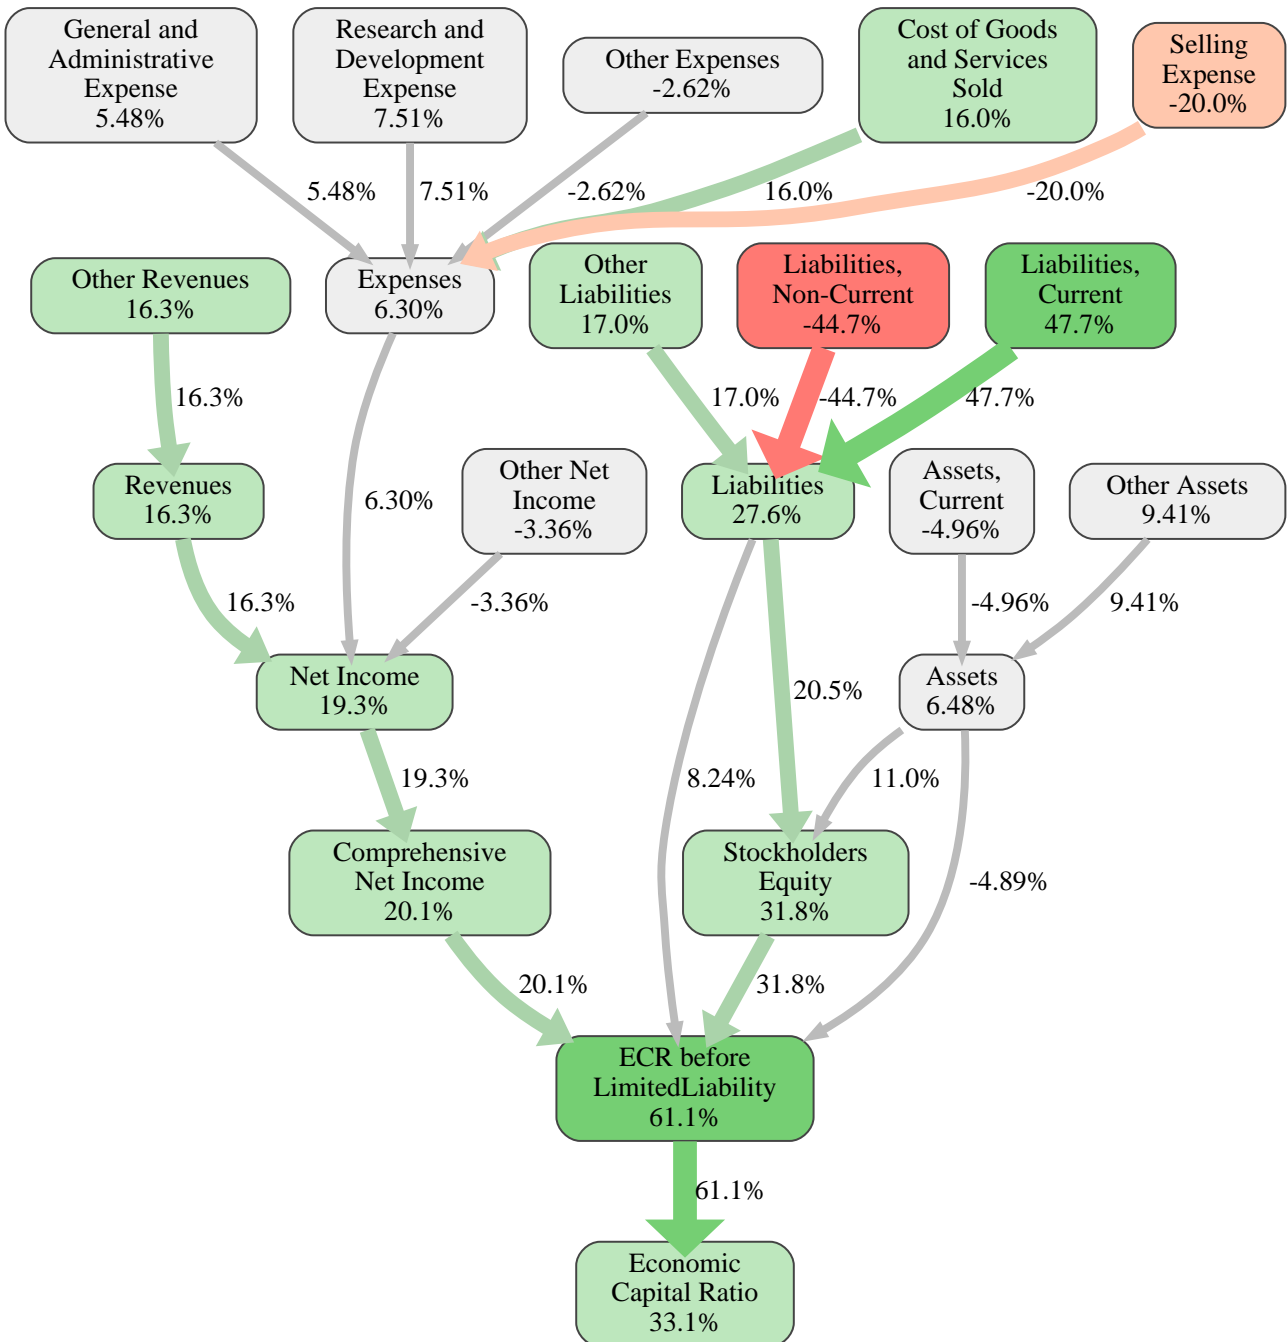 General and
Administrative
Expense
5.48%
Research and
Development
Expense
7.51%
Other Expenses
-2.62%
Cost of Goods
and Services
Sold
16.0%
Selling
Expense
-20.0%
5.48%
7.51%
-2.62%
16.0%
-20.0%
Other Revenues
16.3%
Expenses
6.30%
Other
Liabilities
17.0%
Liabilities,
Non-Current
-44.7%
Liabilities,
Current
47.7%
16.3%
17.0%
-44.7%
47.7%
Revenues
16.3%
6.30%
Other Net
Income
-3.36%
Liabilities
27.6%
Assets,
Current
-4.96%
Other Assets
9.41%
16.3%
-3.36%
-4.96%
9.41%
Net Income
19.3%
20.5%
Assets
6.48%
19.3%
8.24%
11.0%
Comprehensive
Net Income
20.1%
Stockholders
Equity
31.8%
-4.89%
20.1%
31.8%
ECR before
LimitedLiability
61.1%
61.1%
Economic
Capital Ratio
33.1%